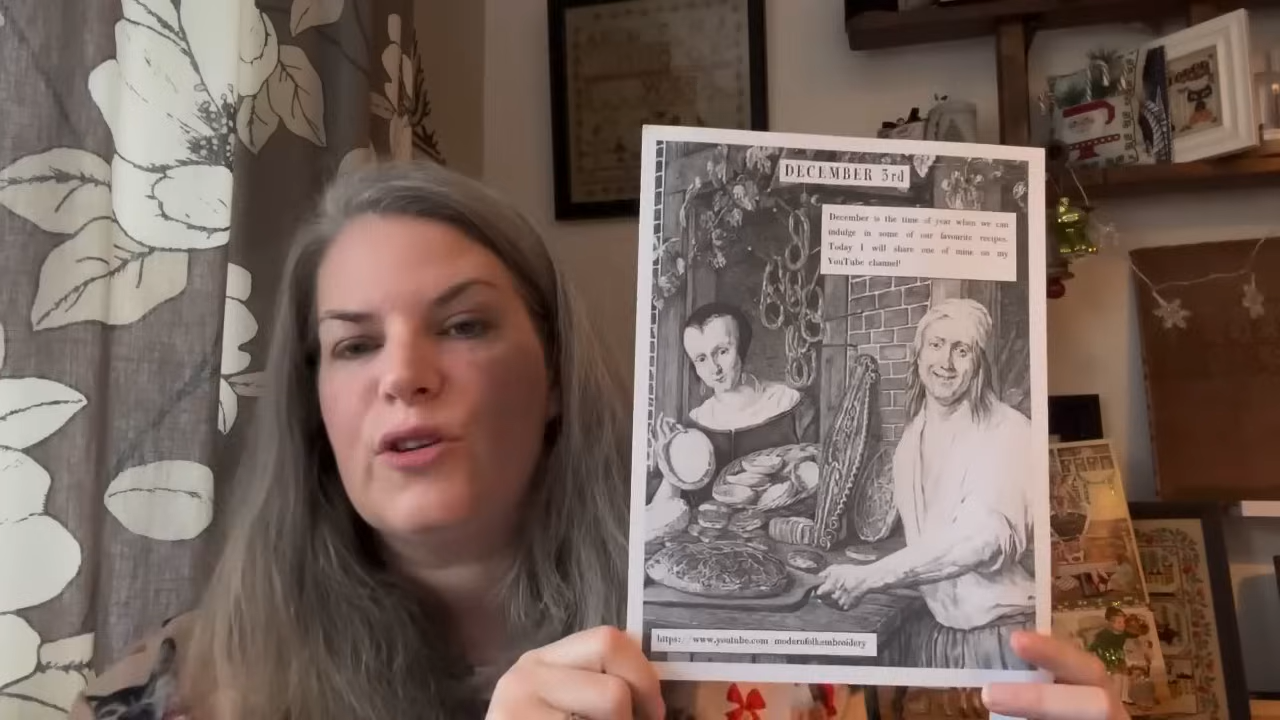 DECEMBER 3rd
December is the time of year when we can
indulge in some of our favourite recipes.
Today I will share one of mine on my
YouTube channel!
https://www.youtube.com/modernfolkembroidery